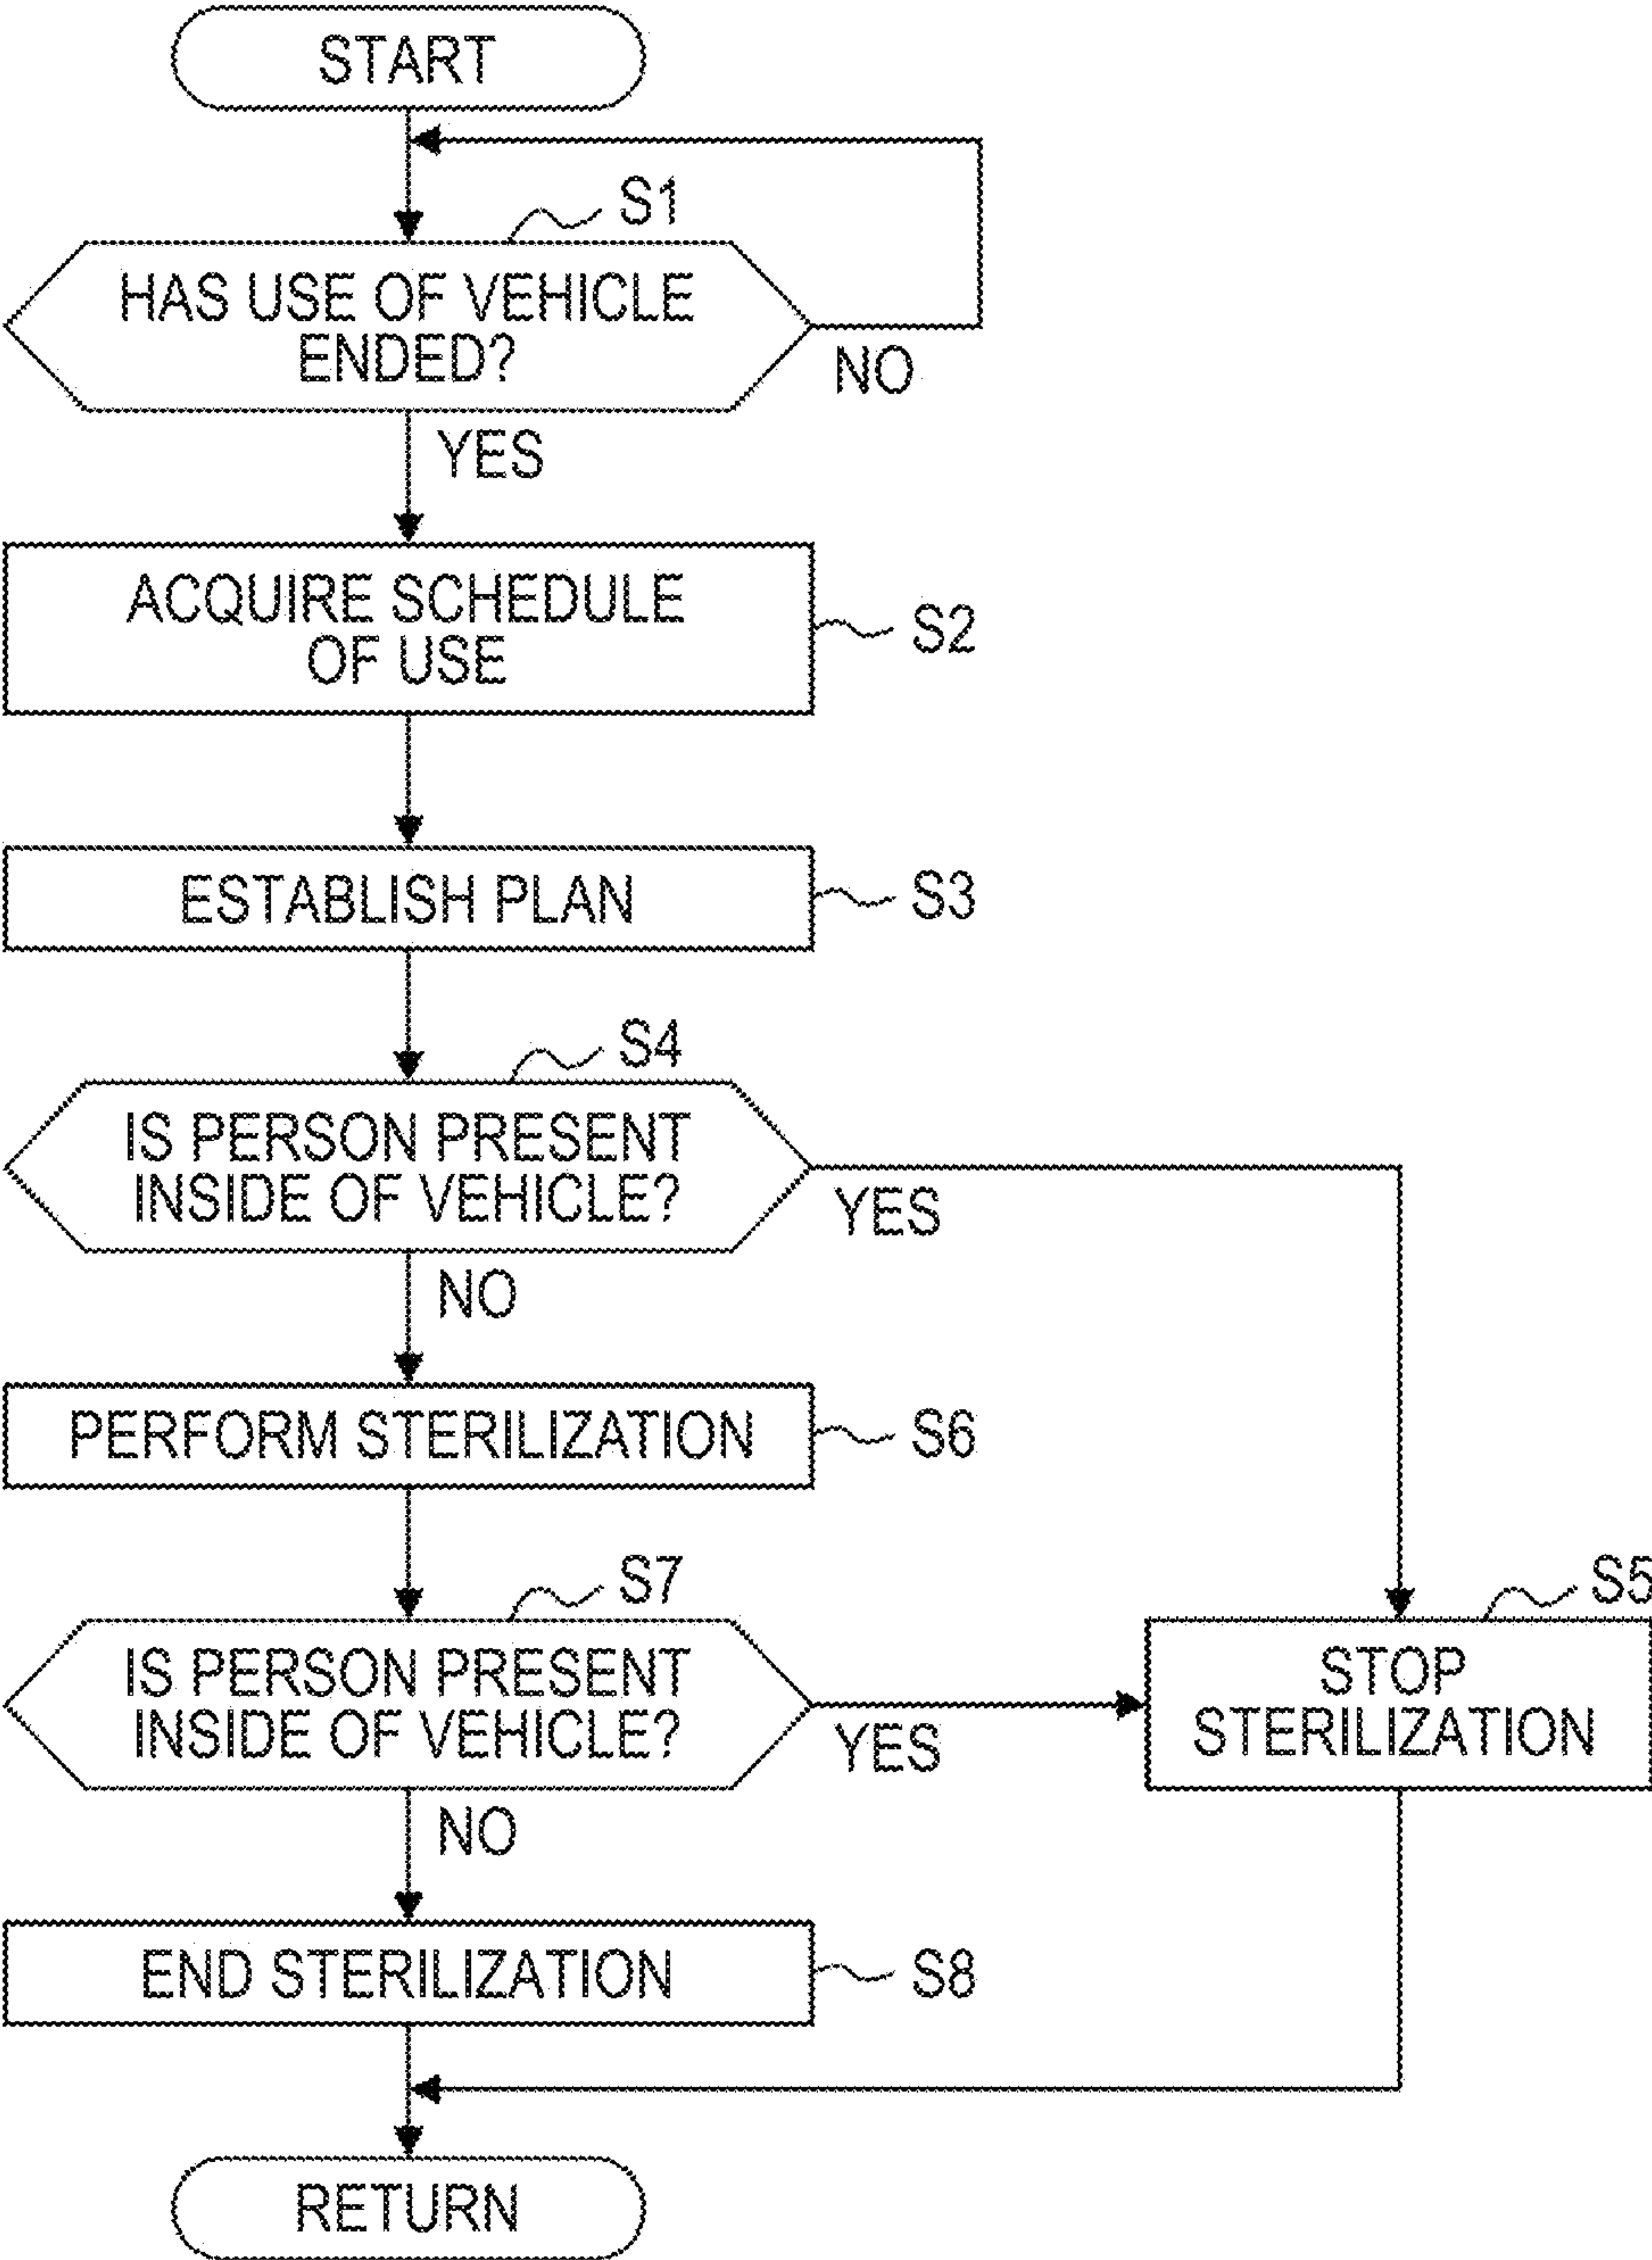 START
S1
HAS USE OF VEHICLE
ENDED?
NO
YES
ACQUIRE SCHEDULE
OF USE
S2
ESTABLISH PLAN
S3
S4
IS PERSON PRESENT
INSIDE OF VEHICLE?
YES
NO
PERFORM STERILIZATION
S6
S7
IS PERSON PRESENT
INSIDE OF VEHICLE?
YES
S5
STOP
STERILIZATION
NO
END STERILIZATION
S8
RETURN